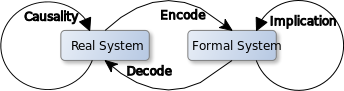 Causality
Encode
Implication
Real System
Formal System
Decode